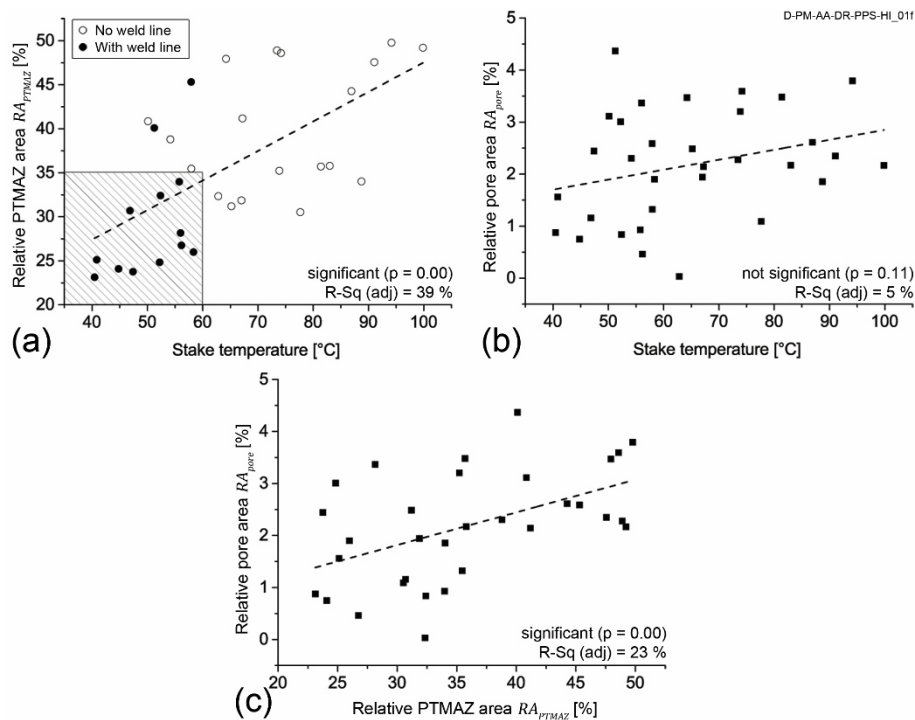 (a)
No weld line
With weld line
Relative PTMAZ area RA_PTMAZ [%]
50
45
40
35
30
25
20
significant (p = 0.00)
R-Sq (adj) = 39 %
40 50 60 70 80 90 100
Stake temperature [°C]
D-PM-AA-DR-PPS-HI_01f
(b)
Relative pore area RA_pore [%]
5
4
3
2
1
0
not significant (p = 0.11)
R-Sq (adj) = 5 %
40 50 60 70 80 90 100
Stake temperature [°C]
(c)
Relative pore area RA_pore [%]
5
4
3
2
1
0
significant (p = 0.00)
R-Sq (adj) = 23 %
20 25 30 35 40 45 50
Relative PTMAZ area RA_PTMAZ [%]